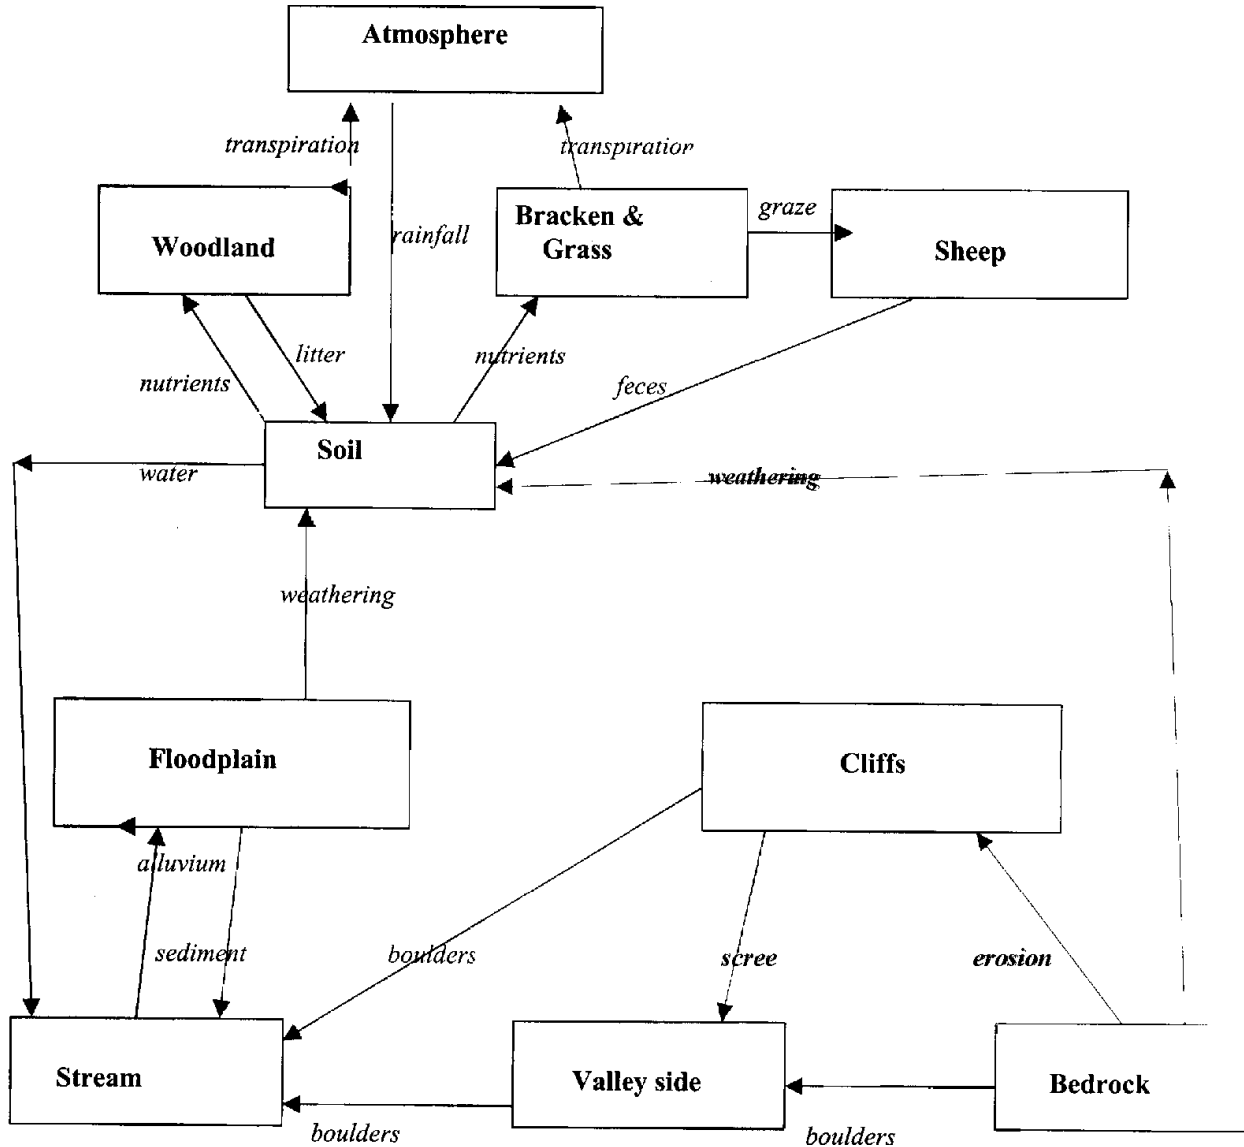 Atmosphere
transpiration
transpiration
Woodland
rainfall
Bracken &
Grass
graze
Sheep
litter
nutrients
nutrients
feces
Soil
water
weathering
weathering
Floodplain
Cliffs
alluvium
sediment
boulders
scree
erosion
Stream
Valley side
Bedrock
boulders
boulders